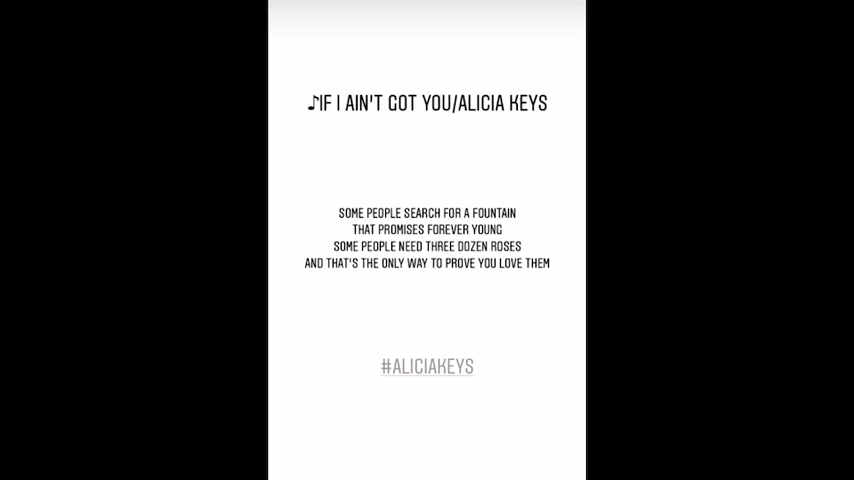 ♪IF I AIN'T GOT YOU/ALICIA KEYS
SOME PEOPLE SEARCH FOR A FOUNTAIN
THAT PROMISES FOREVER YOUNG
SOME PEOPLE NEED THREE DOZEN ROSES
AND THAT'S THE ONLY WAY TO PROVE YOU LOVE THEM
#ALICIAKEYS